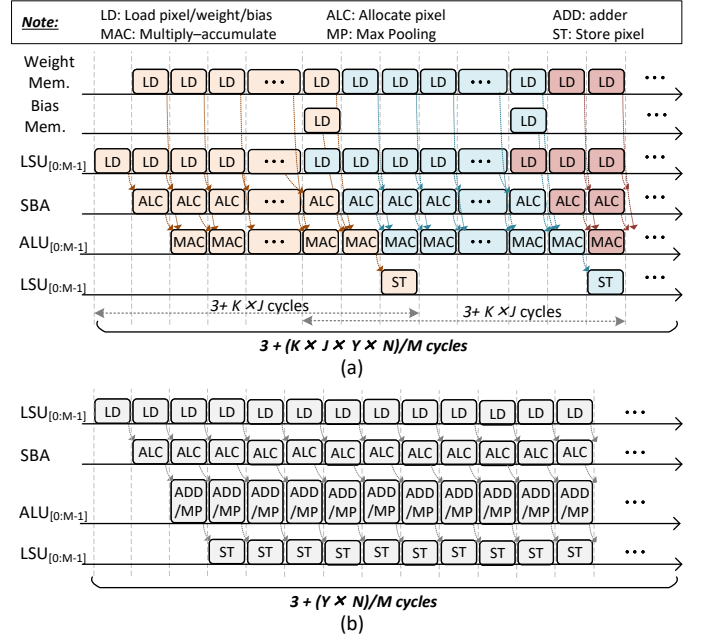 Note: LD: Load pixel/weight/bias ALC: Allocate pixel ADD: adder
MAC: Multiply–accumulate MP: Max Pooling ST: Store pixel
Weight
Mem. LD LD LD ••• LD LD LD LD ••• LD LD LD •••
Bias
Mem. LD LD •••
LSU[0:M-1] LD LD LD LD ••• LD LD LD LD ••• LD LD LD •••
SBA ALC ALC ALC ••• ALC ALC ALC ALC ••• ALC ALC ALC •••
ALU[0:M-1] MAC MAC ••• MAC MAC MAC MAC ••• MAC MAC MAC •••
LSU[0:M-1] ST ST •••
3+ K ×J cycles 3+ K ×J cycles
3 + (K × J × Y × N)/M cycles
(a)
LSU[0:M-1] LD LD LD LD LD LD LD LD LD LD LD LD LD •••
SBA ALC ALC ALC ALC ALC ALC ALC ALC ALC ALC ALC ALC •••
ADD ADD ADD ADD ADD ADD ADD ADD ADD ADD ADD
ALU[0:M-1] /MP /MP /MP /MP /MP /MP /MP /MP /MP /MP /MP •••
LSU[0:M-1] ST ST ST ST ST ST ST ST ST ST •••
3 + (Y × N)/M cycles
(b)